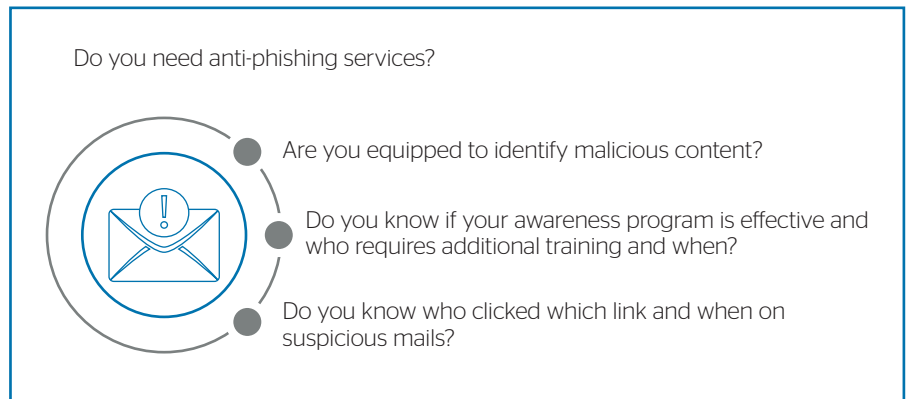 Do you need anti-phishing services?
Are you equipped to identify malicious content?
Do you know if your awareness program is effective and
who requires additional training and when?
Do you know who clicked which link and when on
suspicious mails?